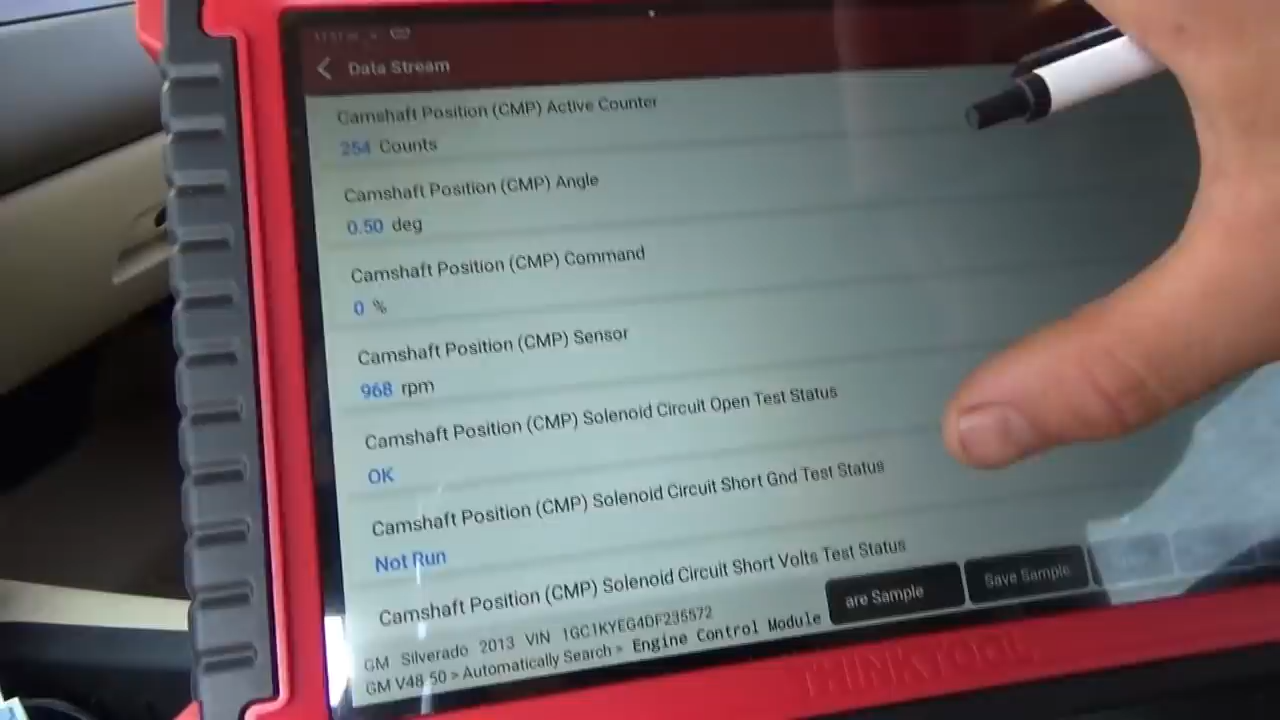 Data Stream
Camshaft Position (CMP) Active Counter
254 Counts
Camshaft Position (CMP) Angle
0.50 deg
Camshaft Position (CMP) Command
0 %
Camshaft Position (CMP) Sensor
968 rpm
Camshaft Position (CMP) Solenoid Circuit Open Test Status
OK
Camshaft Position (CMP) Solenoid Circuit Short Gnd Test Status
Not Run
Camshaft Position (CMP) Solenoid Circuit Short Volts Test Status
are Sample
Save Sample
GM Silverado 2013 VIN 1GC1KYEG4DF235572
GM V48.50 > Automatically Search > Engine Control Module
THINKTOOL